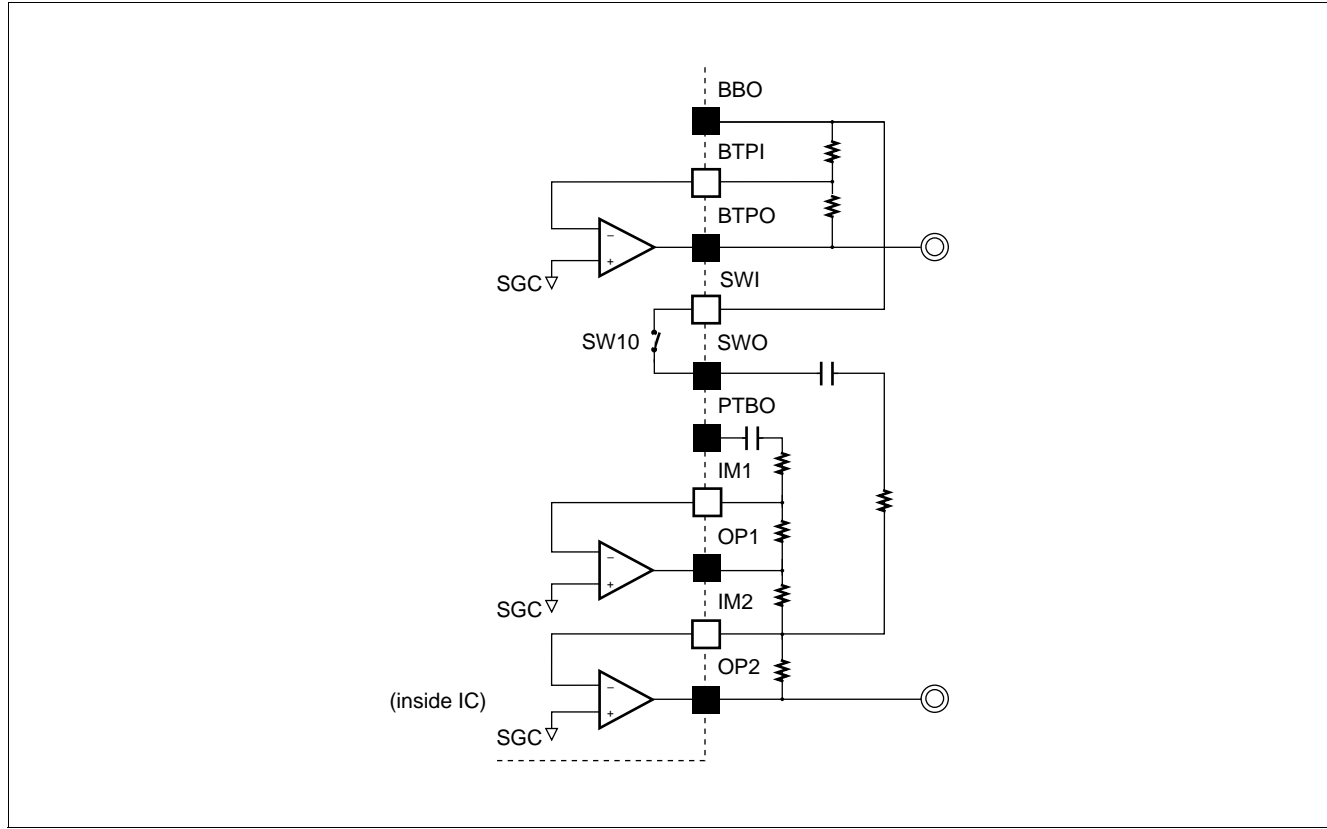 BBO
BTPI
BTPO
−
+
SGC
SWI
SW10
SWO
PTBO
IM1
OP1
−
+
SGC
IM2
OP2
(inside IC)
−
+
SGC